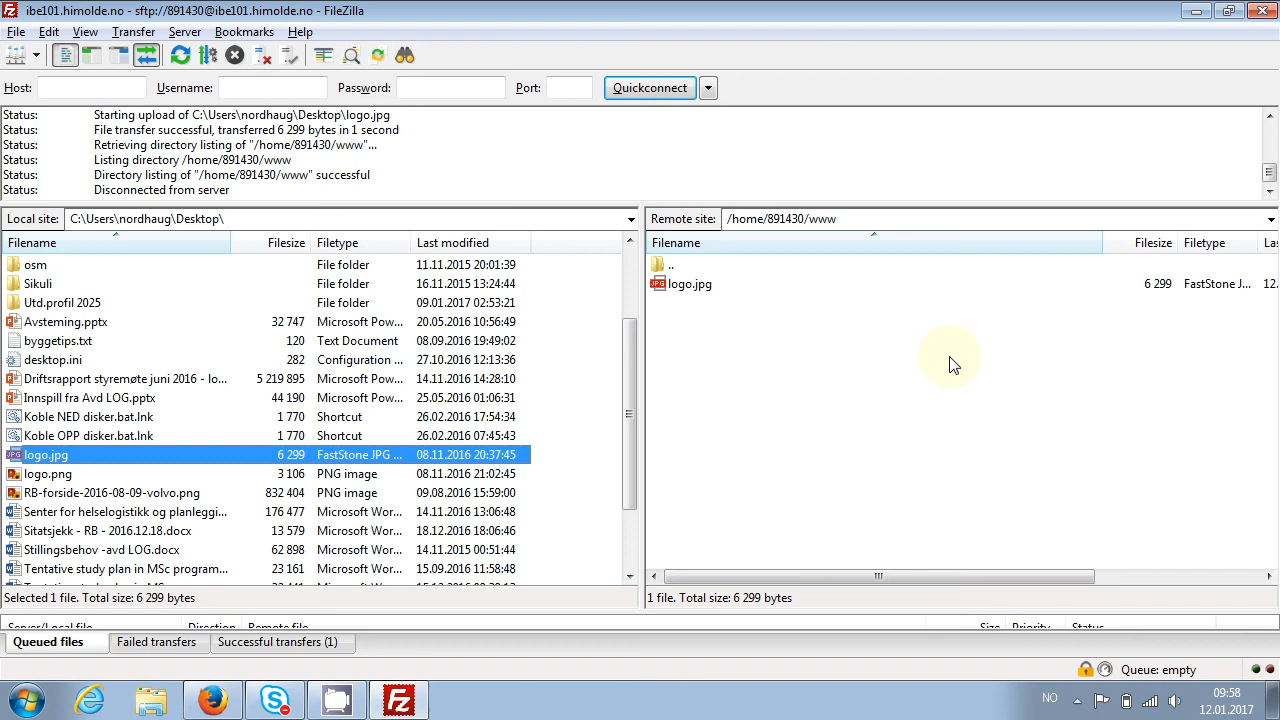 ibe101.himolde.no - sftp://891430@ibe101.himolde.no - FileZilla
File Edit View Transfer Server Bookmarks Help
Host: Username: Password: Port: Quickconnect
Status: Starting upload of C:\Users\nordhaug\Desktop\logo.jpg
Status: File transfer successful, transferred 6 299 bytes in 1 second
Status: Retrieving directory listing of "/home/891430/www"...
Status: Listing directory /home/891430/www
Status: Directory listing of "/home/891430/www" successful
Status: Disconnected from server
Local site: C:\Users\nordhaug\Desktop\
Filename Filesize Filetype Last modified
osm File folder 11.11.2015 20:01:39
Sikuli File folder 16.11.2015 13:24:44
Utd.profil 2025 File folder 09.01.2017 02:53:21
Avsteming.pptx 32 747 Microsoft Pow... 20.05.2016 10:56:49
byggetips.txt 120 Text Document 08.09.2016 19:49:02
desktop.ini 282 Configuration ... 27.10.2016 12:13:36
Driftsrapport styremøte juni 2016 - lo... 5 219 895 Microsoft Pow... 14.11.2016 14:28:10
Innspill fra Avd LOG.pptx 44 190 Microsoft Pow... 25.05.2016 01:06:31
Koble NED disker.bat.lnk 1 770 Shortcut 26.02.2016 17:54:34
Koble OPP disker.bat.lnk 1 770 Shortcut 26.02.2016 07:45:43
logo.jpg 6 299 FastStone JPG ... 08.11.2016 20:37:45
logo.png 3 106 PNG image 08.11.2016 21:02:45
RB-forside-2016-08-09-volvo.png 832 404 PNG image 09.08.2016 15:59:00
Senter for helselogistikk og planleggi... 176 477 Microsoft Wor... 14.11.2016 13:06:48
Sitatsjekk - RB - 2016.12.18.docx 13 579 Microsoft Wor... 18.12.2016 18:06:46
Stillingsbehov -avd LOG.docx 62 898 Microsoft Wor... 14.11.2015 00:51:44
Tentative study plan in MSc program... 23 161 Microsoft Wor... 15.09.2016 11:58:48
Selected 1 file. Total size: 6 299 bytes
Remote site: /home/891430/www
Filename Filesize Filetype
..
logo.jpg 6 299 FastStone J... 12.
1 file. Total size: 6 299 bytes
Server/Local file Direction Remote file Size Priority Status
Queued files Failed transfers Successful transfers (1)
Queue: empty
NO 09:58
12.01.2017